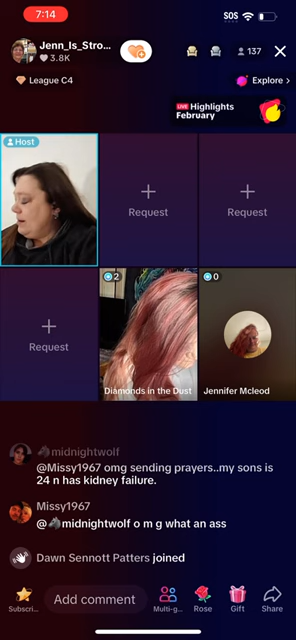 7:14
SOS
Jenn_Is_Stro...
3.8K
137
League C4
Explore >
LIVE Highlights
February
Host
Request
Request
Request
2
Diamonds in the Dust
0
Jennifer Mcleod
midnightwolf
@Missy1967 omg sending prayers..my sons is
24 n has kidney failure.
Missy1967
@🐴midnightwolf o m g what an ass
Dawn Sennott Patters joined
Subscri...
Add comment
Multi-g...
Rose
Gift
Share